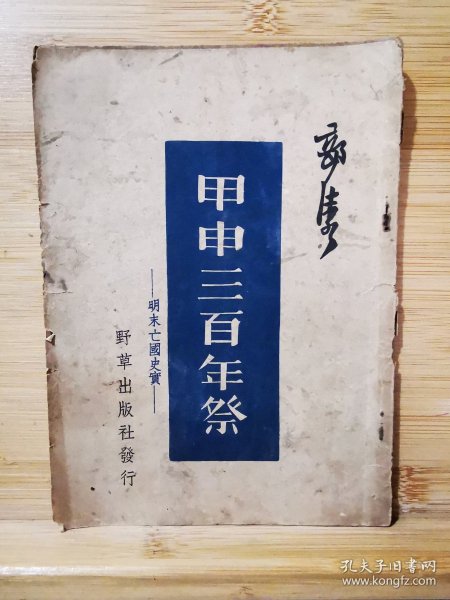 甲申三百年祭
——明末亡國史實——
野草出版社發行
孔夫子旧书网
www.kongfz.com